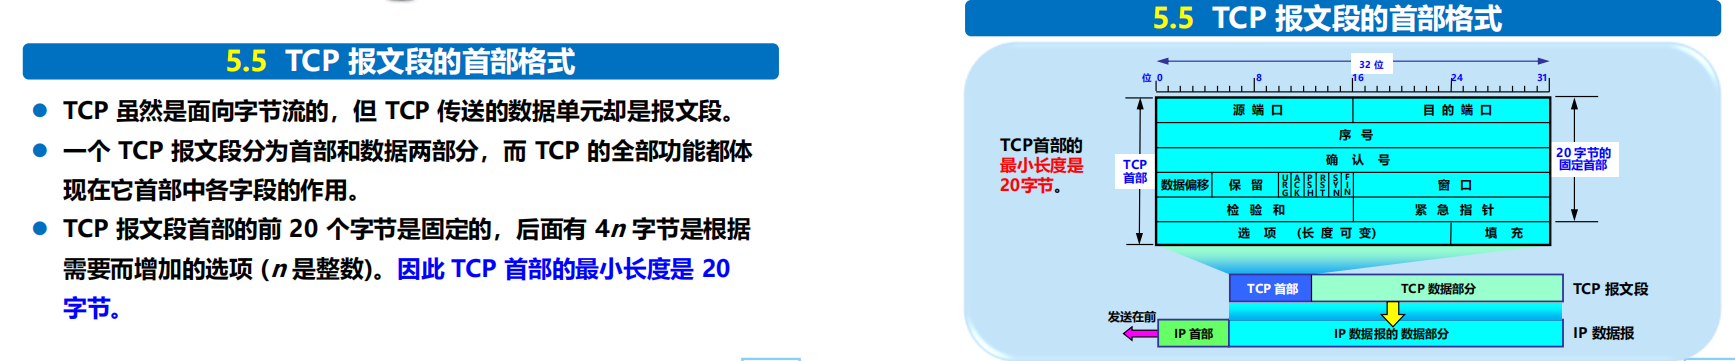 5.5 TCP 报文段的首部格式
● TCP 虽然是面向字节流的，但 TCP 传送的数据单元却是报文段。
● 一个 TCP 报文段分为首部和数据两部分，而 TCP 的全部功能都体
现在它首部中各字段的作用。
● TCP 报文段首部的前 20 个字节是固定的，后面有 4n 字节是根据
需要而增加的选项 (n 是整数)。因此 TCP 首部的最小长度是 20
字节。
5.5 TCP 报文段的首部格式
32 位
位 0 8 16 24 31
TCP首部的
最小长度是
20字节。
TCP
首部
源 端 口 目 的 端 口
序 号
确 认 号
数据偏移 保 留 URG ACK PSH RST SYN FIN 窗 口
检 验 和 紧 急 指 针
选 项 (长 度 可 变) 填 充
20 字节的
固定首部
TCP 首部 TCP 数据部分 TCP 报文段
发送在前
IP 首部 IP 数据报的 数据部分 IP 数据报